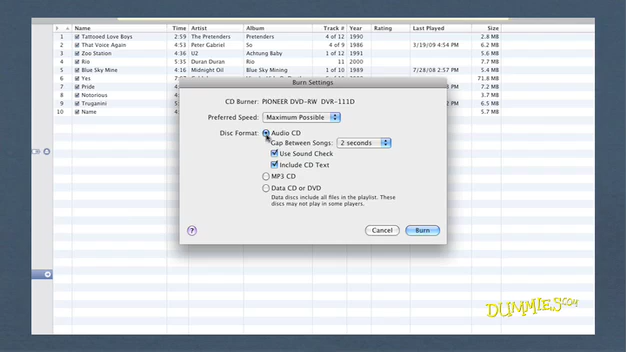 Name Time Artist Album Track # Year Rating Last Played Size
1 Tattooed Love Boys 2:59 The Pretenders Pretenders 4 of 12 1990 2.8 MB
2 That Voice Again 4:53 Peter Gabriel So 4 of 9 1986 3/19/09 4:54 PM 6.2 MB
3 Zoo Station 4:36 U2 Achtung Baby 1 of 12 1991 5.7 MB
4 Rio 5:35 Duran Duran Rio 11 2000 7.7 MB
5 Blue Sky Mine 4:16 Midnight Oil Blue Sky Mining 1 of 10 1989 7/28/08 2:57 PM 5.4 MB
6 Yes 71.8 MB
7 Pride 7 PM
8 Notorious
9 Truganini 6.5 MB
10 Name 5.7 MB
Burn Settings
CD Burner: PIONEER DVD-RW DVR-111D
Preferred Speed: Maximum Possible
Disc Format: Audio CD
Gap Between Songs: 2 seconds
Use Sound Check
Include CD Text
MP3 CD
Data CD or DVD
Data discs include all files in the playlist. These
discs may not play in some players.
? Cancel Burn
DUMMIES.COM